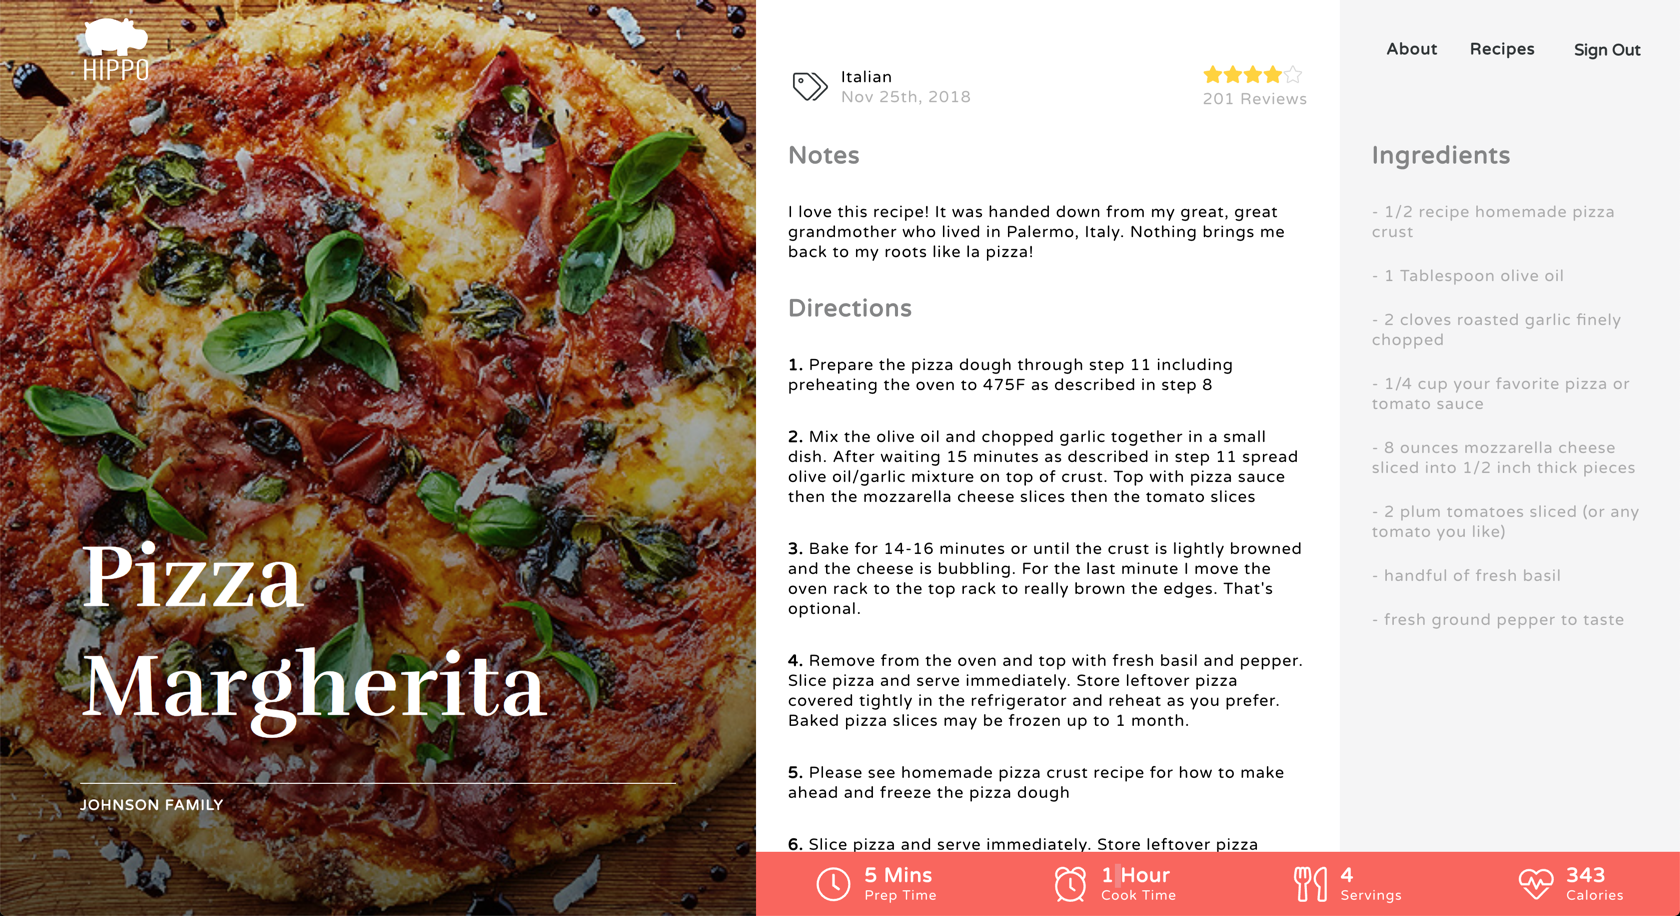 HIPPO
Pizza
Margherita
JOHNSON FAMILY
Italian
Nov 25th, 2018
201 Reviews
Notes
I love this recipe! It was handed down from my great, great
grandmother who lived in Palermo, Italy. Nothing brings me
back to my roots like la pizza!
Directions
1. Prepare the pizza dough through step 11 including
preheating the oven to 475F as described in step 8
2. Mix the olive oil and chopped garlic together in a small
dish. After waiting 15 minutes as described in step 11 spread
olive oil/garlic mixture on top of crust. Top with pizza sauce
then the mozzarella cheese slices then the tomato slices
3. Bake for 14-16 minutes or until the crust is lightly browned
and the cheese is bubbling. For the last minute I move the
oven rack to the top rack to really brown the edges. That's
optional.
4. Remove from the oven and top with fresh basil and pepper.
Slice pizza and serve immediately. Store leftover pizza
covered tightly in the refrigerator and reheat as you prefer.
Baked pizza slices may be frozen up to 1 month.
5. Please see homemade pizza crust recipe for how to make
ahead and freeze the pizza dough
6. Slice pizza and serve immediately. Store leftover pizza
About
Recipes
Sign Out
Ingredients
- 1/2 recipe homemade pizza
crust
- 1 Tablespoon olive oil
- 2 cloves roasted garlic finely
chopped
- 1/4 cup your favorite pizza or
tomato sauce
- 8 ounces mozzarella cheese
sliced into 1/2 inch thick pieces
- 2 plum tomatoes sliced (or any
tomato you like)
- handful of fresh basil
- fresh ground pepper to taste
5 Mins
Prep Time
1 Hour
Cook Time
4
Servings
343
Calories